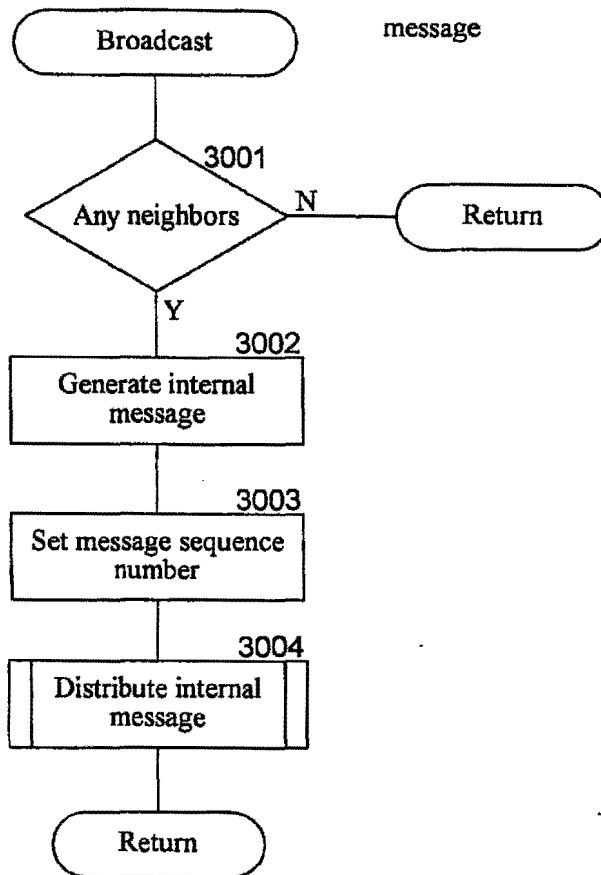 Broadcast
message
3001
Any neighbors
N
Return
Y
3002
Generate internal
message
3003
Set message sequence
number
3004
Distribute internal
message
Return